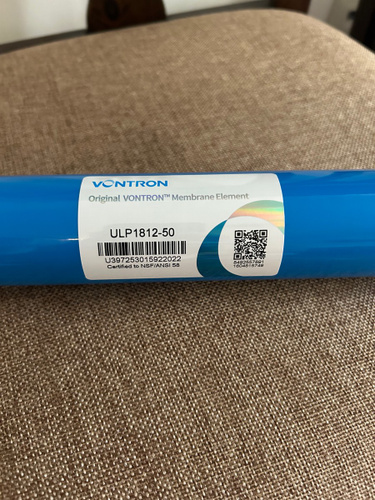 VONTRON
Original VONTRON™ Membrane Element
ULP1812-50
U397253015922022
Certified to NSF/ANSI 58